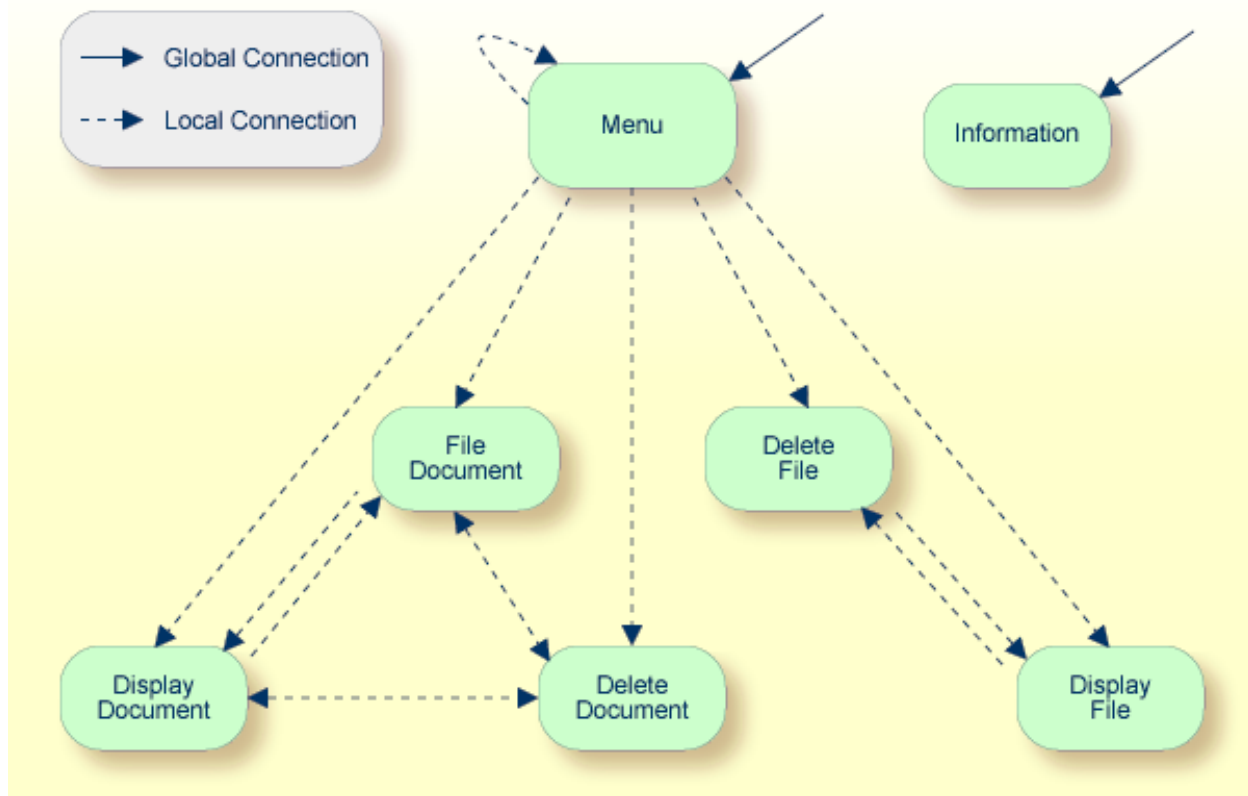 Global Connection
Local Connection
Menu
Information
File
Document
Delete
File
Display
Document
Delete
Document
Display
File